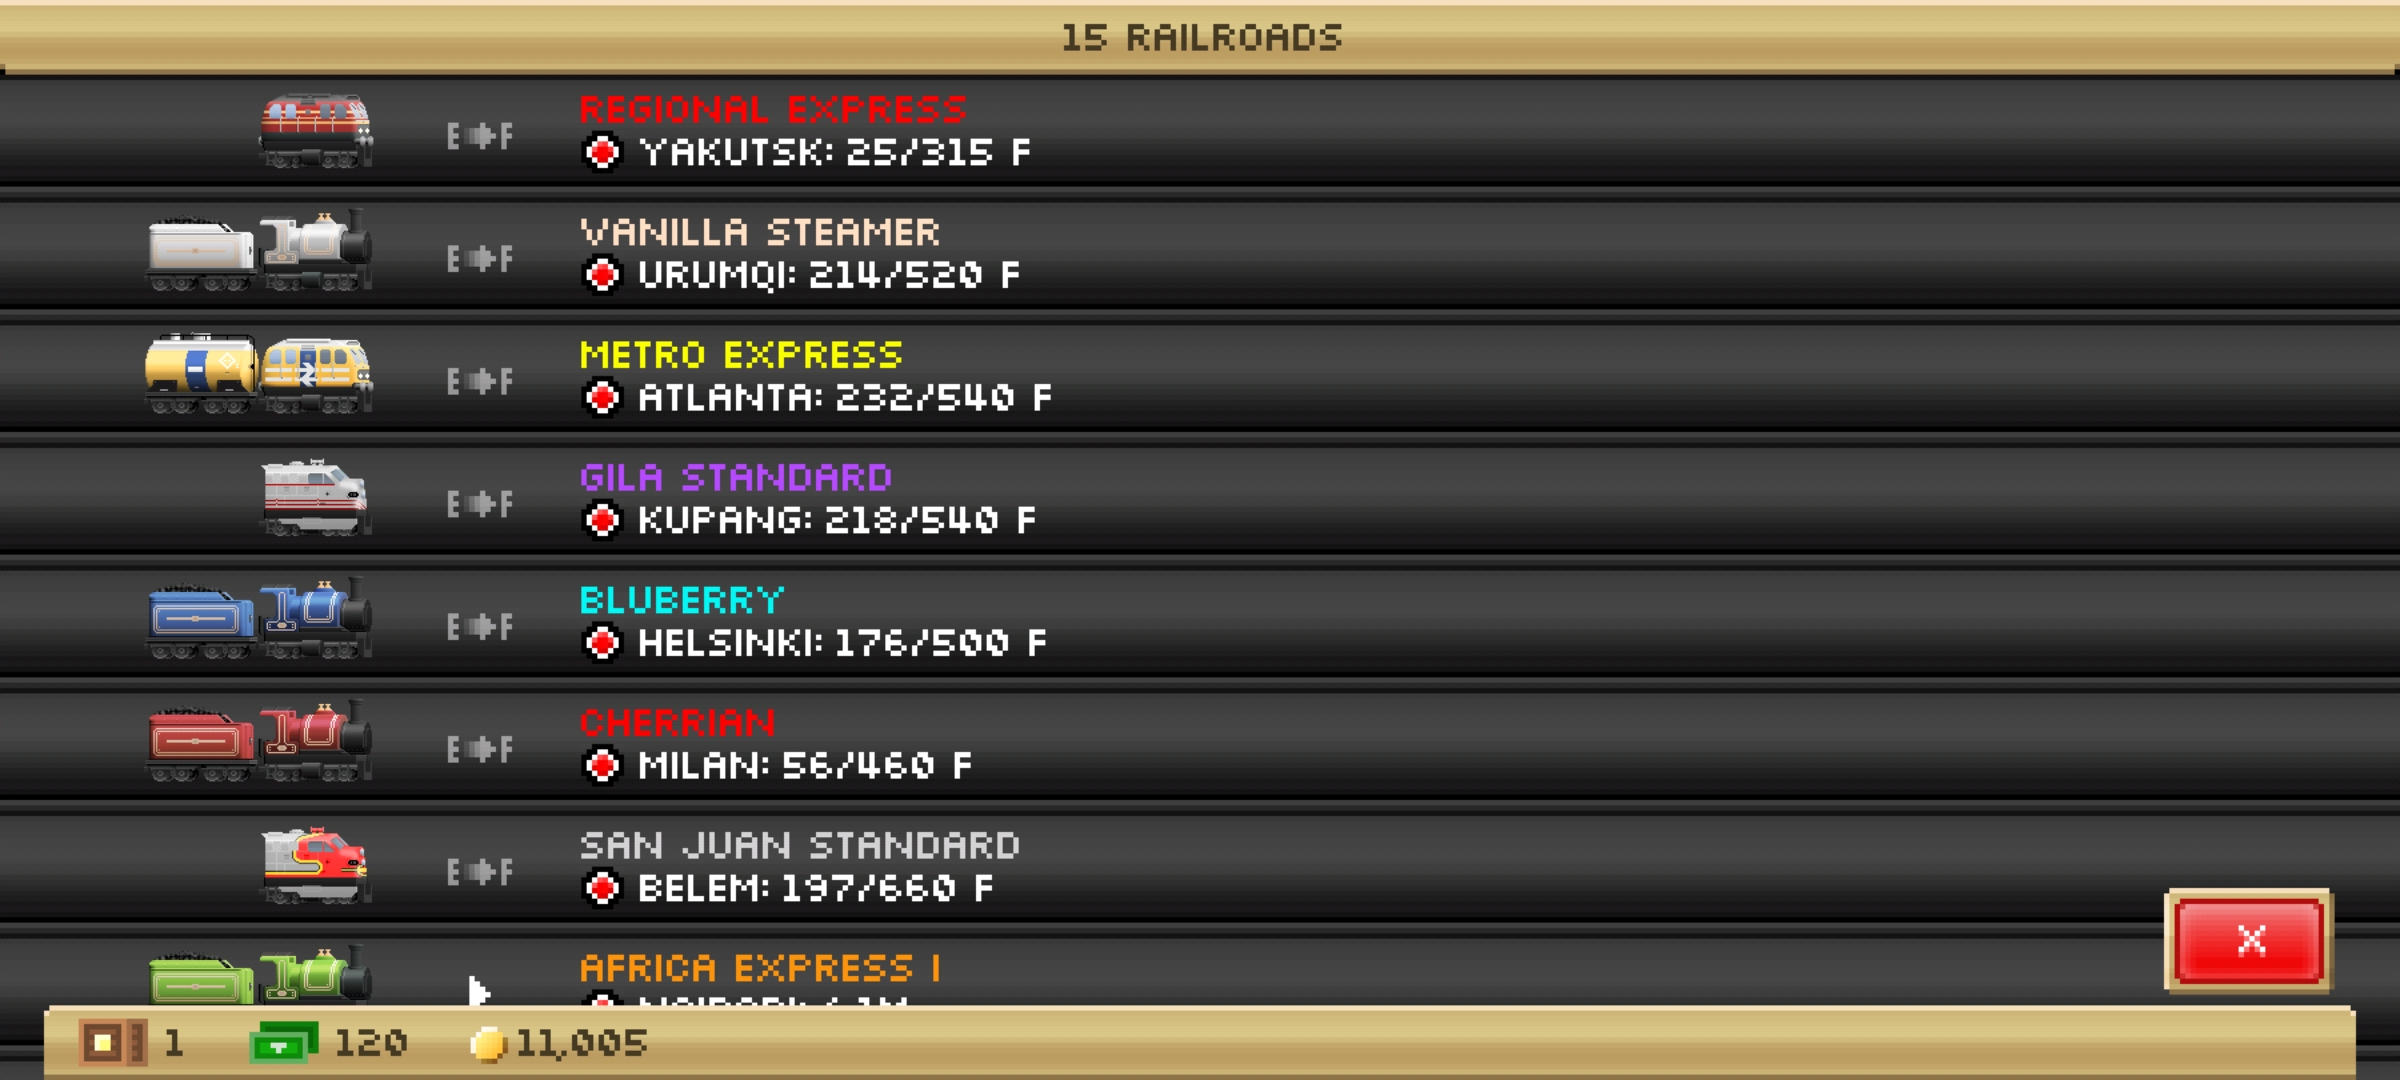 15 RAILROADS
REGIONAL EXPRESS
E F
YAKUTSK: 25/315 F
VANILLA STEAMER
E F
URUMQI: 214/520 F
METRO EXPRESS
E F
ATLANTA: 232/540 F
GILA STANDARD
E F
KUPANG: 218/540 F
BLUBERRY
E F
HELSINKI: 176/500 F
CHERRIAN
E F
MILAN: 56/460 F
SAN JUAN STANDARD
E F
BELEM: 197/660 F
X
AFRICA EXPRESS I
1 120 11,005